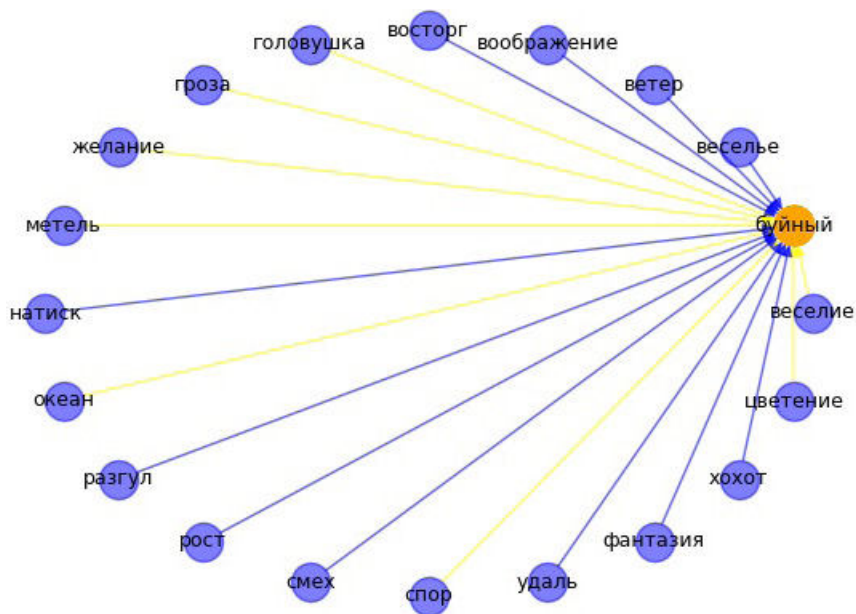 восторг
головушка
воображение
гроза
ветер
желание
веселье
метель
буйный
натиск
веселие
океан
цветение
разгул
хохот
рост
фантазия
смех
удаль
спор